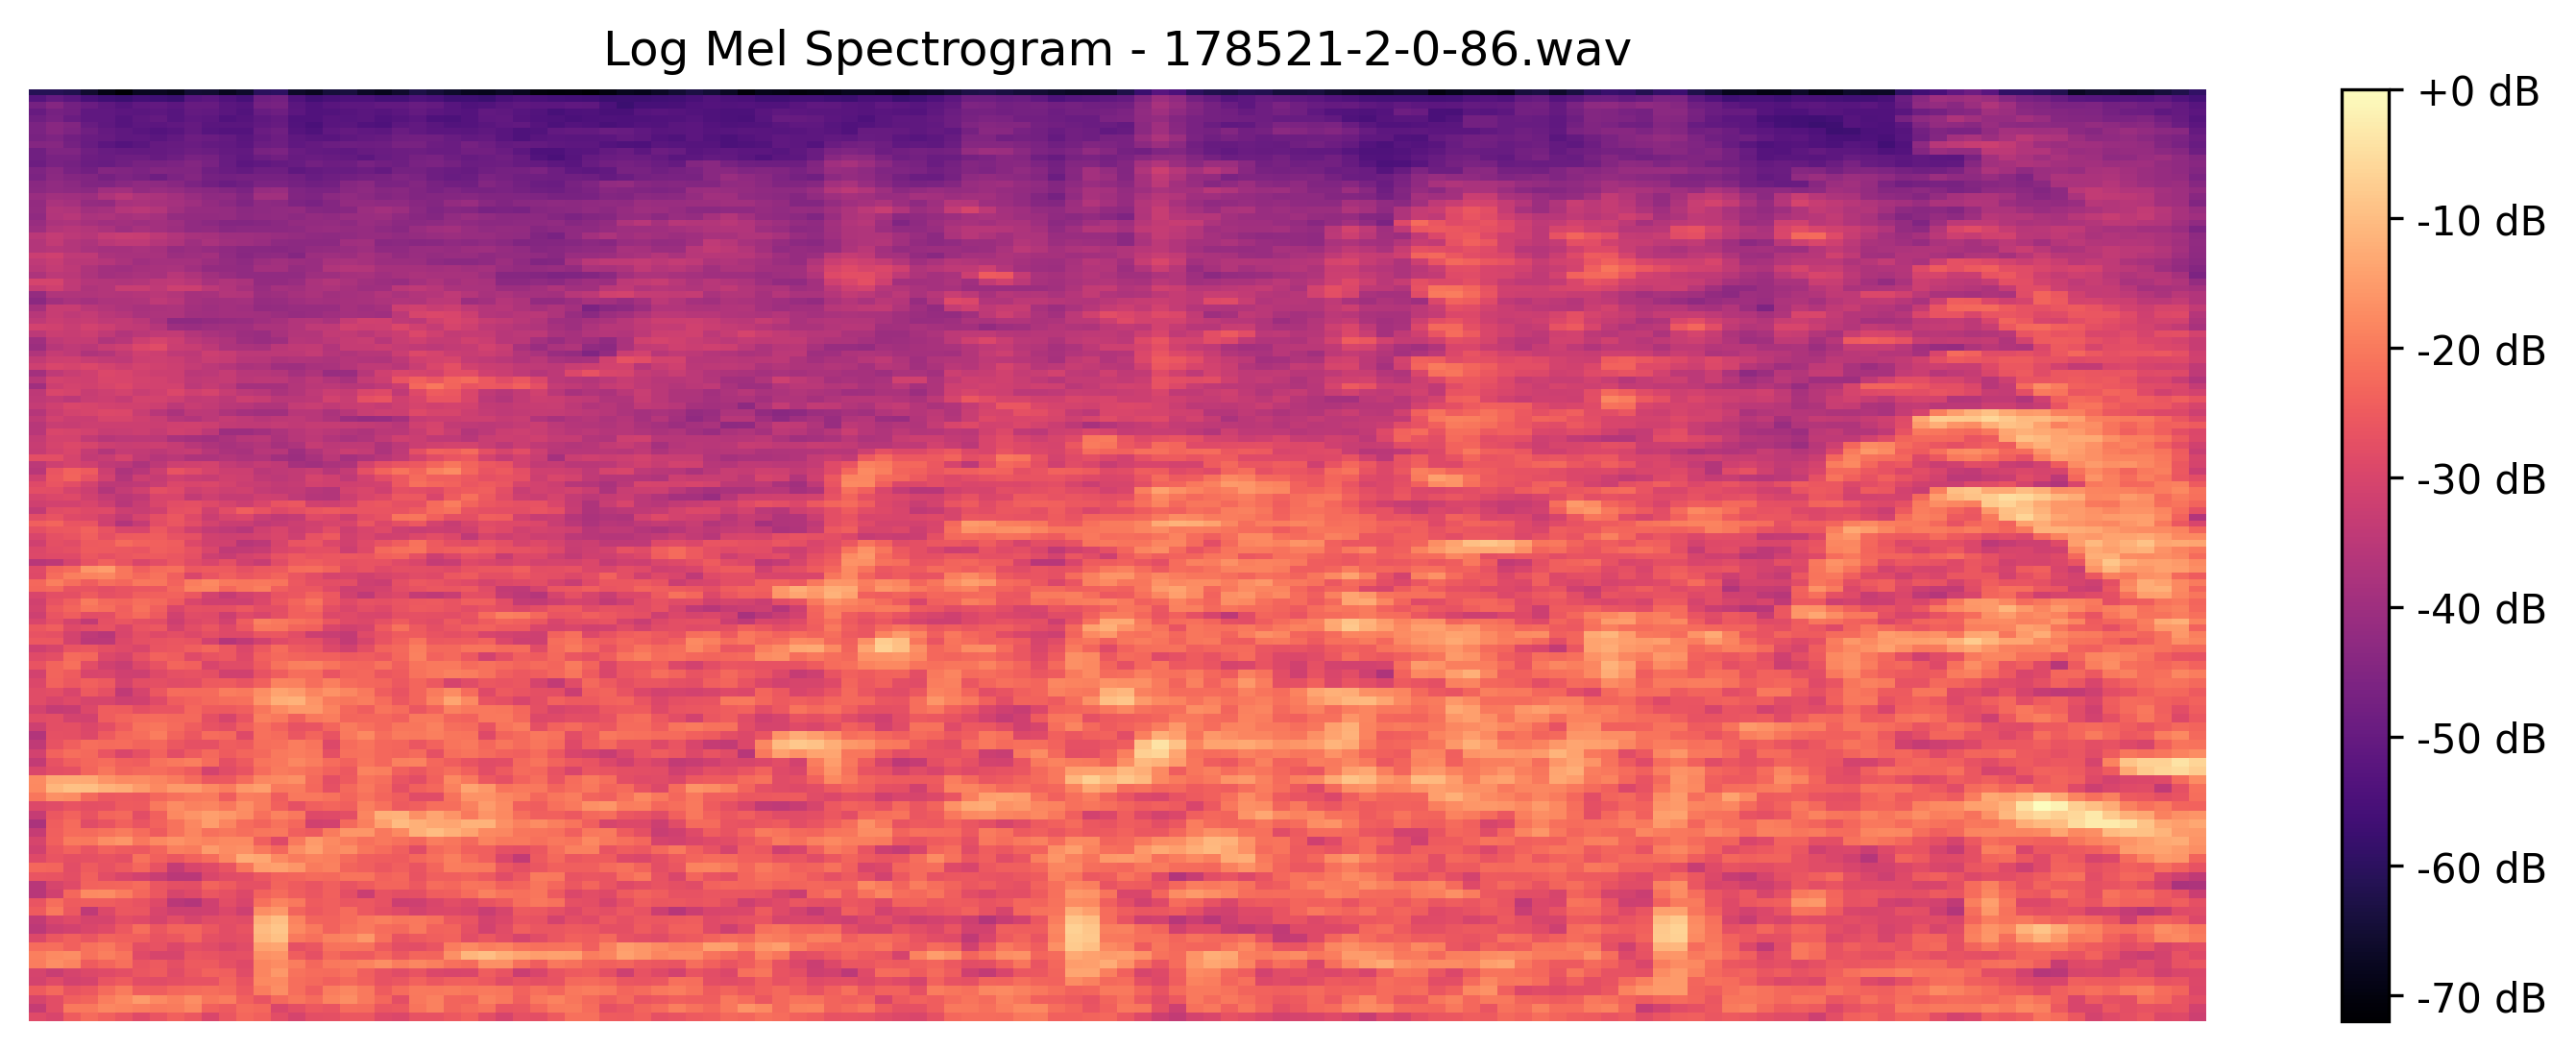 Log Mel Spectrogram - 178521-2-0-86.wav
+0 dB
-10 dB
-20 dB
-30 dB
-40 dB
-50 dB
-60 dB
-70 dB